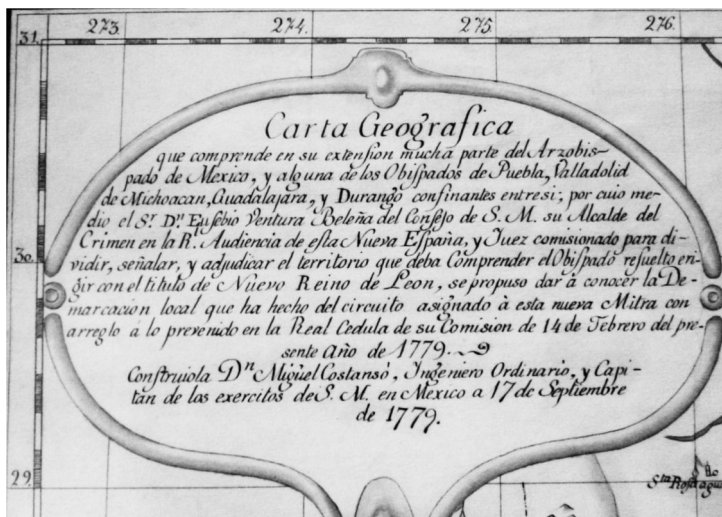 273. 274. 275. 276.
31.
Carta Geografica
que comprende en su extension mucha parte del Arzobis-
pado de Mexico, y alguna de los Obispados de Puebla, Valladolid
de Michoacan, Guadalajara, y Durango confinantes entresi; por cuio me-
dio el Sr. Dn. Eusebio Ventura Beleña del Consejo de S. M. su Alcalde del
Crimen en la Rl. Audiencia de esta Nueva España, y Juez comisionado para di-
vidir, señalar, y adjudicar el territorio que deba Comprender el Obispado resuelto eri-
gir con el titulo de Nuevo Reino de Leon, se propuso dar à conocer la De-
marcacion local que ha hecho del circuito asignado à esta nueva Mitra con
arreglo à lo prevenido en la Real Cedula de su Comision de 14 de Febrero del pre-
sente Año de 1779.
Construiola Dn. Miguel Costansó, Ingeniero Ordinario, y Capi-
tan de los exercitos de S. M. en Mexico a 17 de Septiembre
de 1779.
30.
29.
Sta Rosa